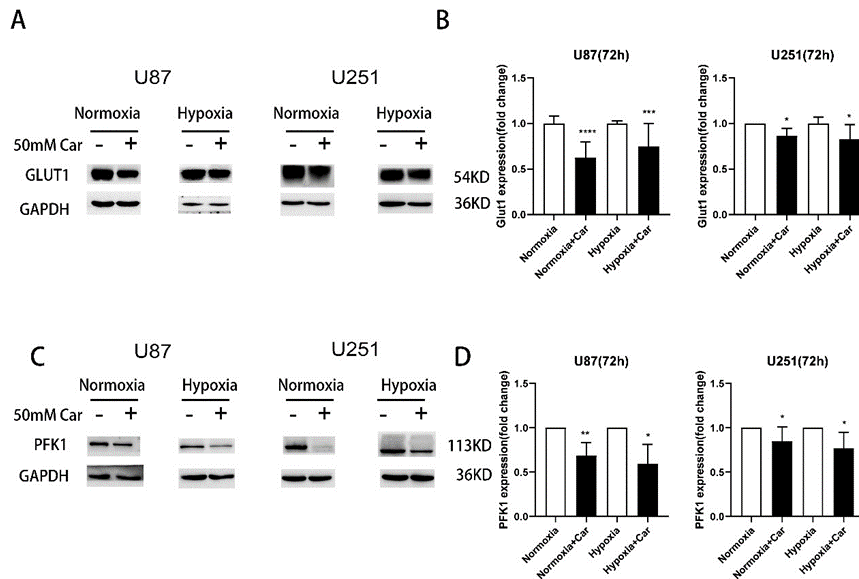 A
U87 U251
Normoxia Hypoxia Normoxia Hypoxia
50mM Car - + - + - + - +
GLUT1 54KD
GAPDH 36KD
B
U87(72h)
Glut1 expression(fold change)
1.5
1.0
0.5
0.0
****
***
Normoxia
Normoxia+Car
Hypoxia
Hypoxia+Car
U251(72h)
Glut1 expression(fold change)
1.5
1.0
0.5
0.0
*
*
Normoxia
Normoxia+Car
Hypoxia
Hypoxia+Car
C
U87 U251
Normoxia Hypoxia Normoxia Hypoxia
50mM Car - + - + - + - +
PFK1 113KD
GAPDH 36KD
D
U87(72h)
PFK1 expression(fold change)
1.5
1.0
0.5
0.0
**
*
Normoxia
Normoxia+Car
Hypoxia
Hypoxia+Car
U251(72h)
PFK1 expression(fold change)
1.5
1.0
0.5
0.0
*
*
Normoxia
Normoxia+Car
Hypoxia
Hypoxia+Car